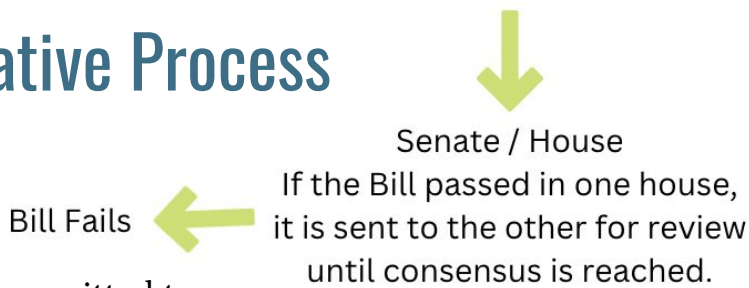 ative Process
Senate / House
If the Bill passed in one house,
it is sent to the other for review
until consensus is reached.
Bill Fails